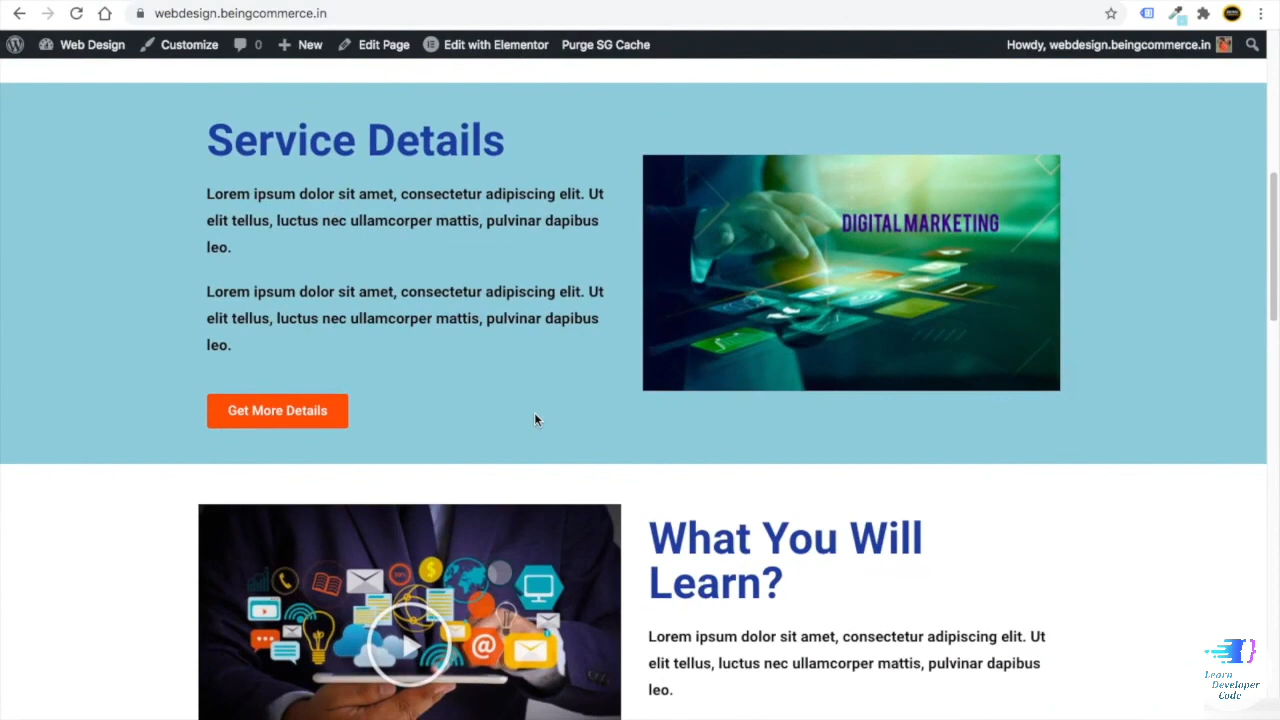 webdesign.beingcommerce.in
Web Design
Customize
0
New
Edit Page
Edit with Elementor
Purge SG Cache
Howdy, webdesign.beingcommerce.in
Service Details
Lorem ipsum dolor sit amet, consectetur adipiscing elit. Ut
elit tellus, luctus nec ullamcorper mattis, pulvinar dapibus
leo.
Lorem ipsum dolor sit amet, consectetur adipiscing elit. Ut
elit tellus, luctus nec ullamcorper mattis, pulvinar dapibus
leo.
Get More Details
DIGITAL MARKETING
What You Will
Learn?
Lorem ipsum dolor sit amet, consectetur adipiscing elit. Ut
elit tellus, luctus nec ullamcorper mattis, pulvinar dapibus
leo.
Learn
Developer
Code